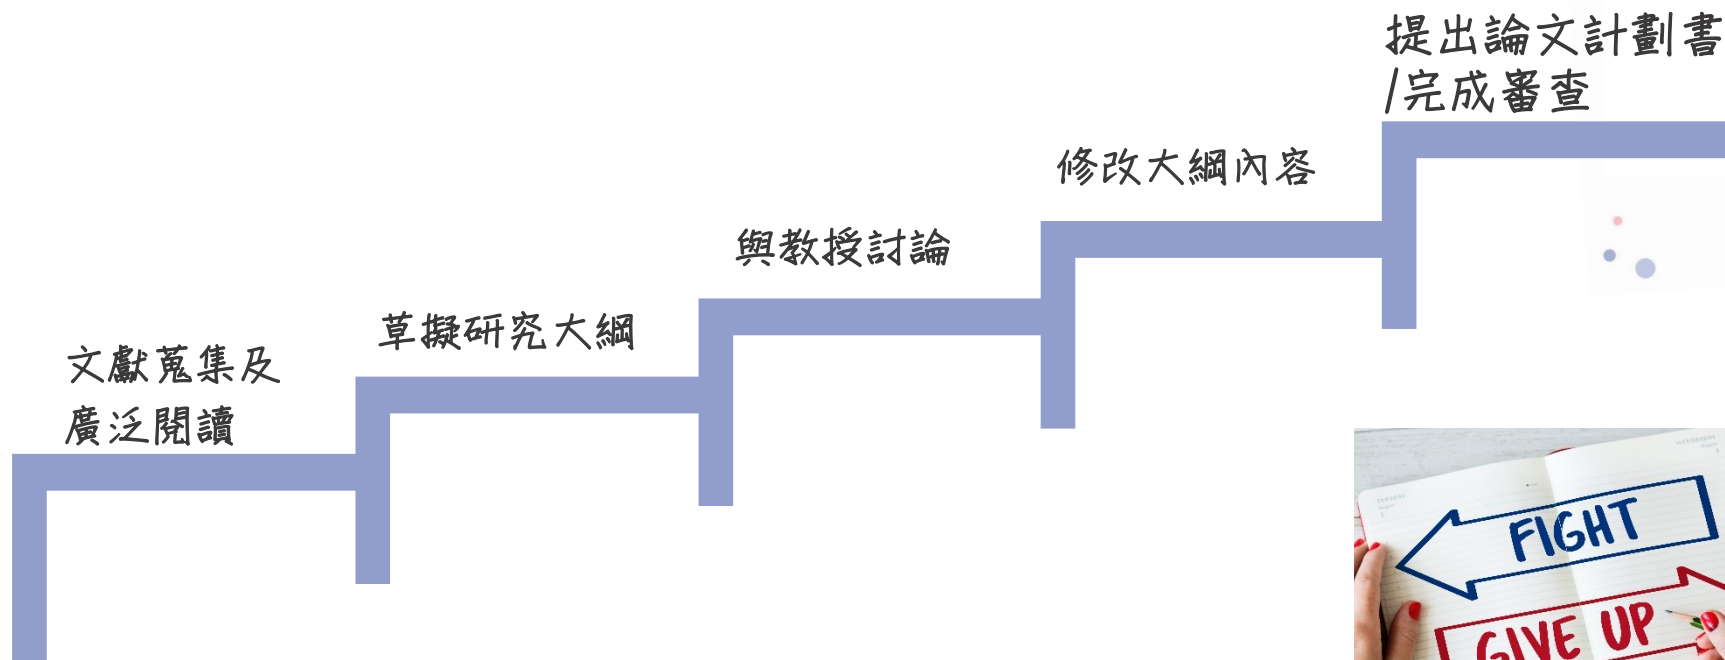 文獻蒐集及
廣泛閱讀
草擬研究大綱
與教授討論
修改大綱內容
提出論文計劃書
/完成審查
FIGHT
GIVE UP